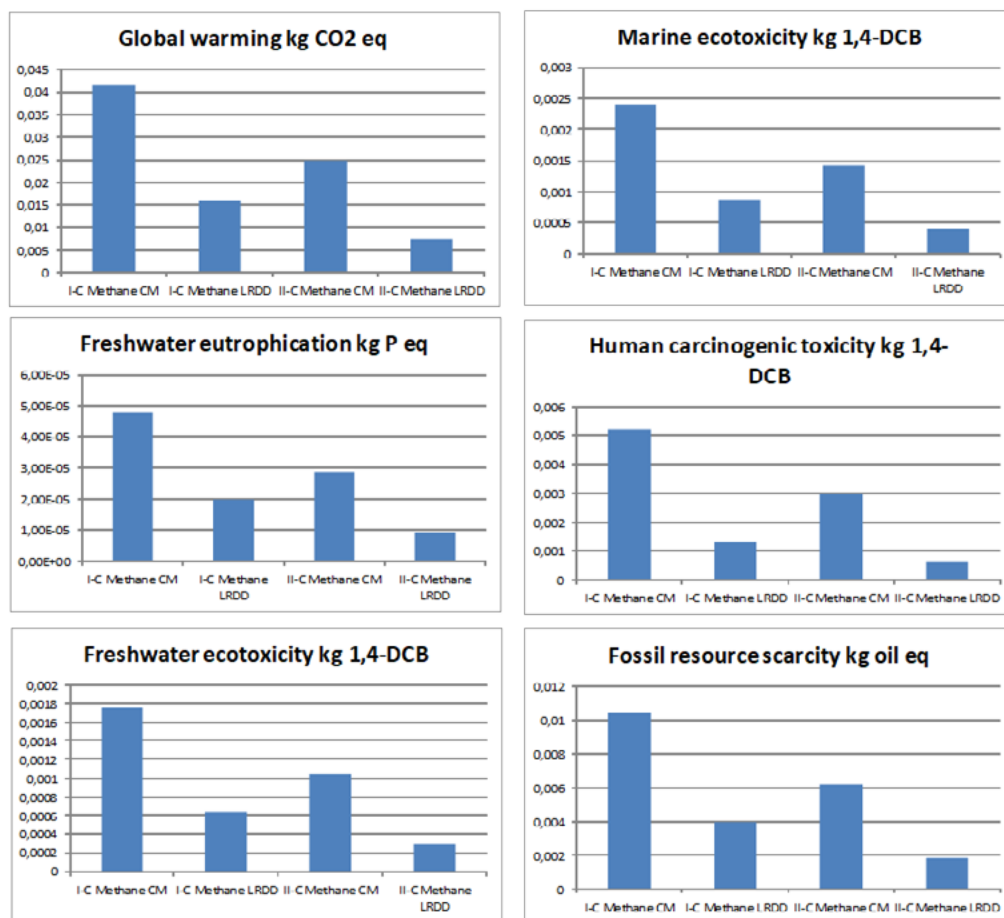 Global warming kg CO2 eq
0,045
0,04
0,035
0,03
0,025
0,02
0,015
0,01
0,005
0
I-C Methane CM I-C Methane LRDD II-C Methane CM II-C Methane LRDD
Marine ecotoxicity kg 1,4-DCB
0,003
0,0025
0,002
0,0015
0,001
0,0005
0
I-C Methane CM I-C Methane LRDD II-C Methane CM II-C Methane
LRDD
Freshwater eutrophication kg P eq
6,00E-05
5,00E-05
4,00E-05
3,00E-05
2,00E-05
1,00E-05
0,00E+00
I-C Methane CM I-C Methane II-C Methane CM II-C Methane
LRDD LRDD
Human carcinogenic toxicity kg 1,4-
DCB
0,006
0,005
0,004
0,003
0,002
0,001
0
I-C Methane CM I-C Methane LRDD II-C Methane CM II-C Methane LRDD
Freshwater ecotoxicity kg 1,4-DCB
0,002
0,0018
0,0016
0,0014
0,0012
0,001
0,0008
0,0006
0,0004
0,0002
0
I-C Methane CM I-C Methane LRDD II-C Methane CM II-C Methane
LRDD
Fossil resource scarcity kg oil eq
0,012
0,01
0,008
0,006
0,004
0,002
0
I-C Methane CM I-C Methane LRDD II-C Methane CM II-C Methane LRDD